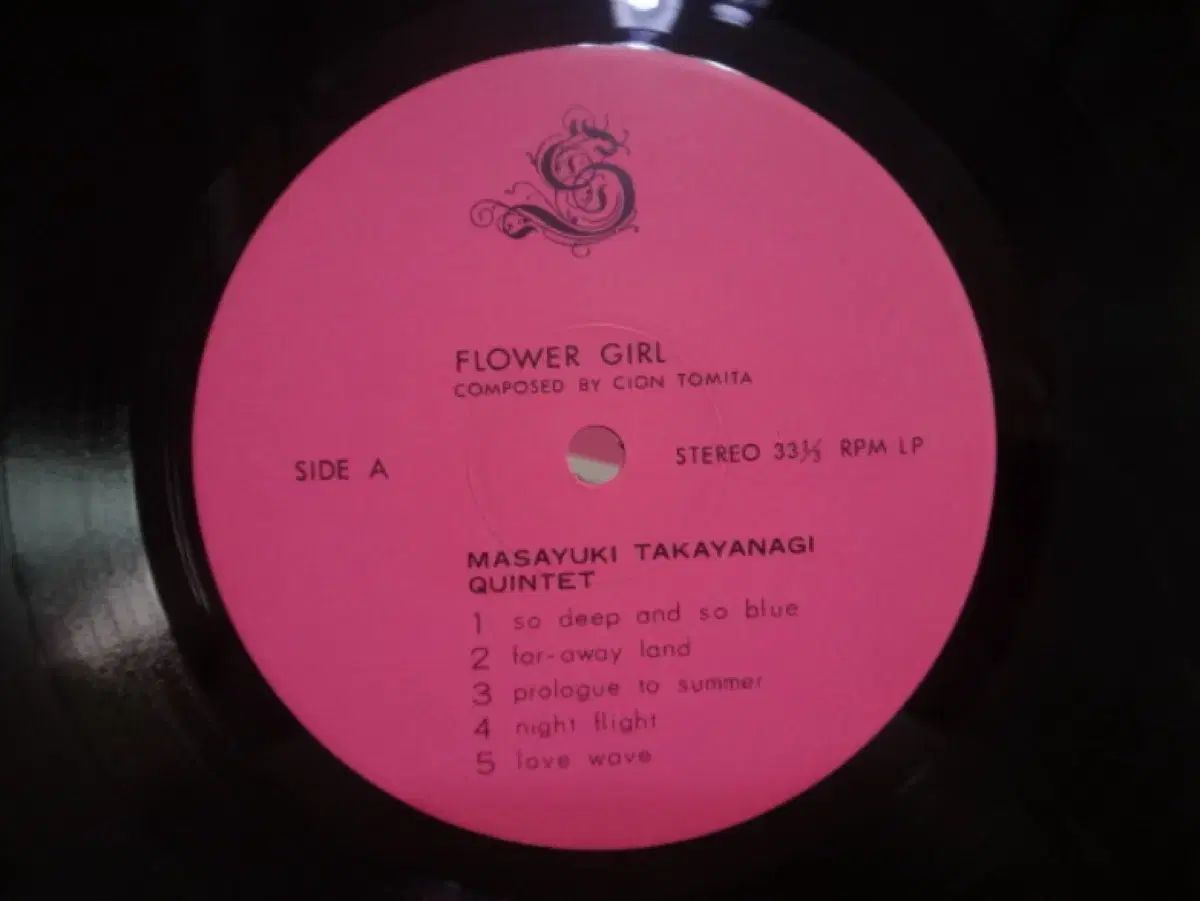 S
FLOWER GIRL
COMPOSED BY CION TOMITA
SIDE A
STEREO 33⅓ RPM LP
MASAYUKI TAKAYANAGI
QUINTET
1 so deep and so blue
2 far-away land
3 prologue to summer
4 night flight
5 love wave